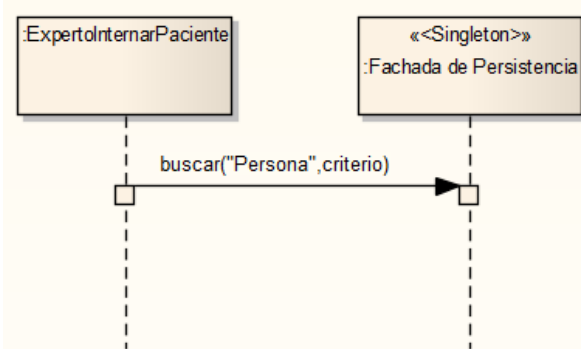 :ExpertoInternarPaciente
«<Singleton>»
:Fachada de Persistencia
buscar("Persona",criterio)